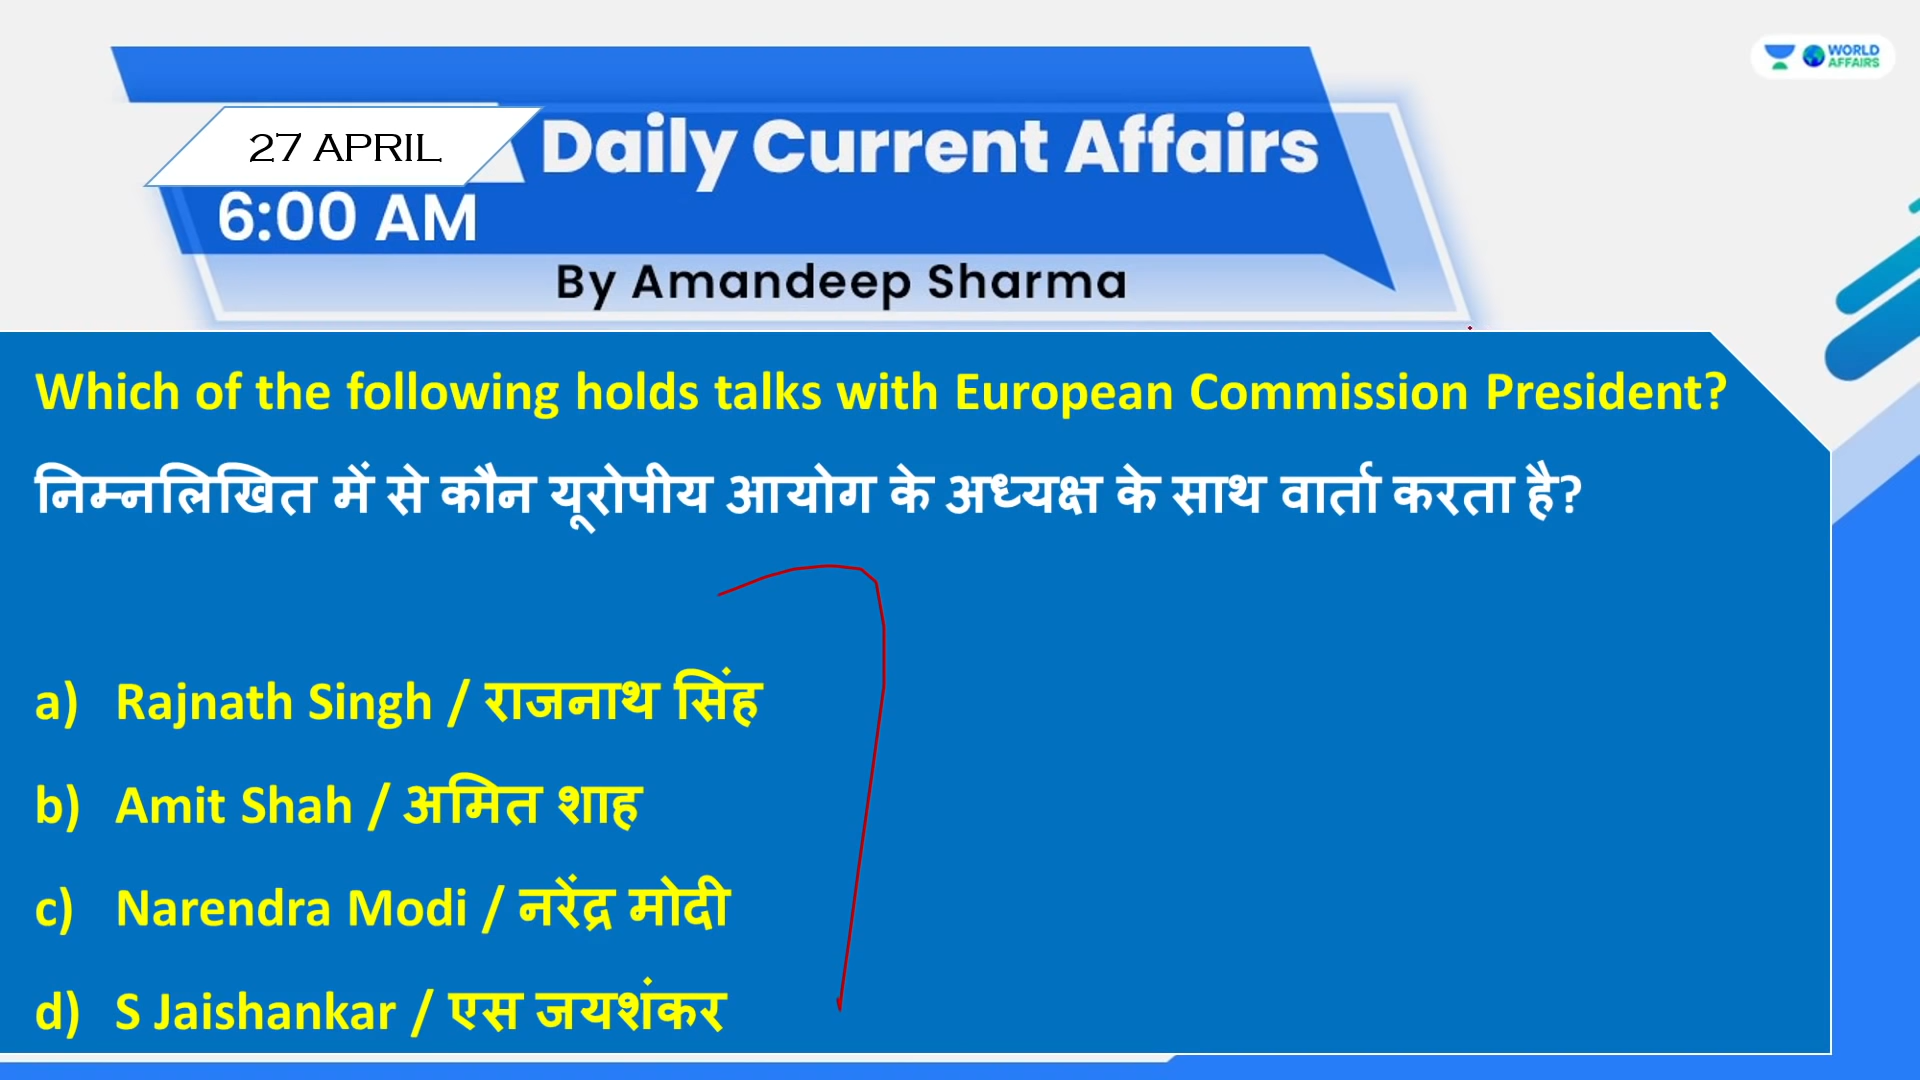 WORLD
AFFAIRS
27 APRIL
Daily Current Affairs
6:00 AM
By Amandeep Sharma
Which of the following holds talks with European Commission President?
निम्नलिखित में से कौन यूरोपीय आयोग के अध्यक्ष के साथ वार्ता करता है?
a) Rajnath Singh / राजनाथ सिंह
b) Amit Shah / अमित शाह
c) Narendra Modi / नरेंद्र मोदी
d) S Jaishankar / एस जयशंकर